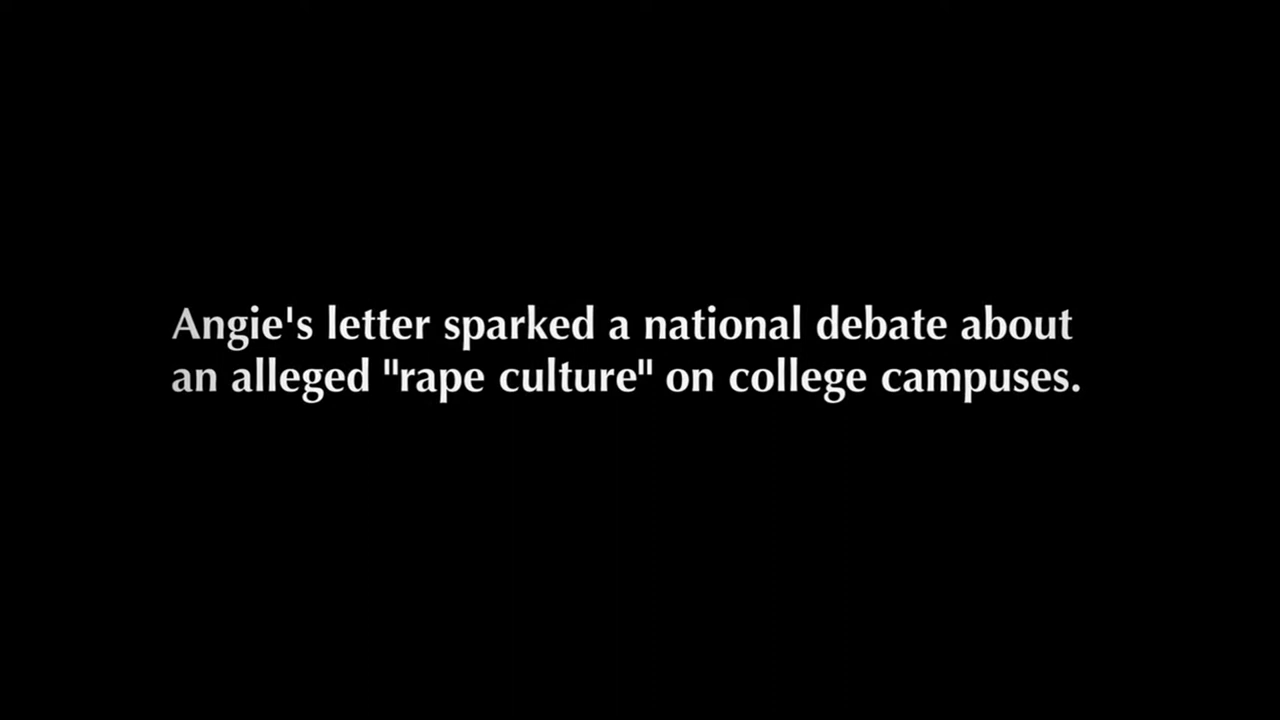 Angie's letter sparked a national debate about
an alleged "rape culture" on college campuses.